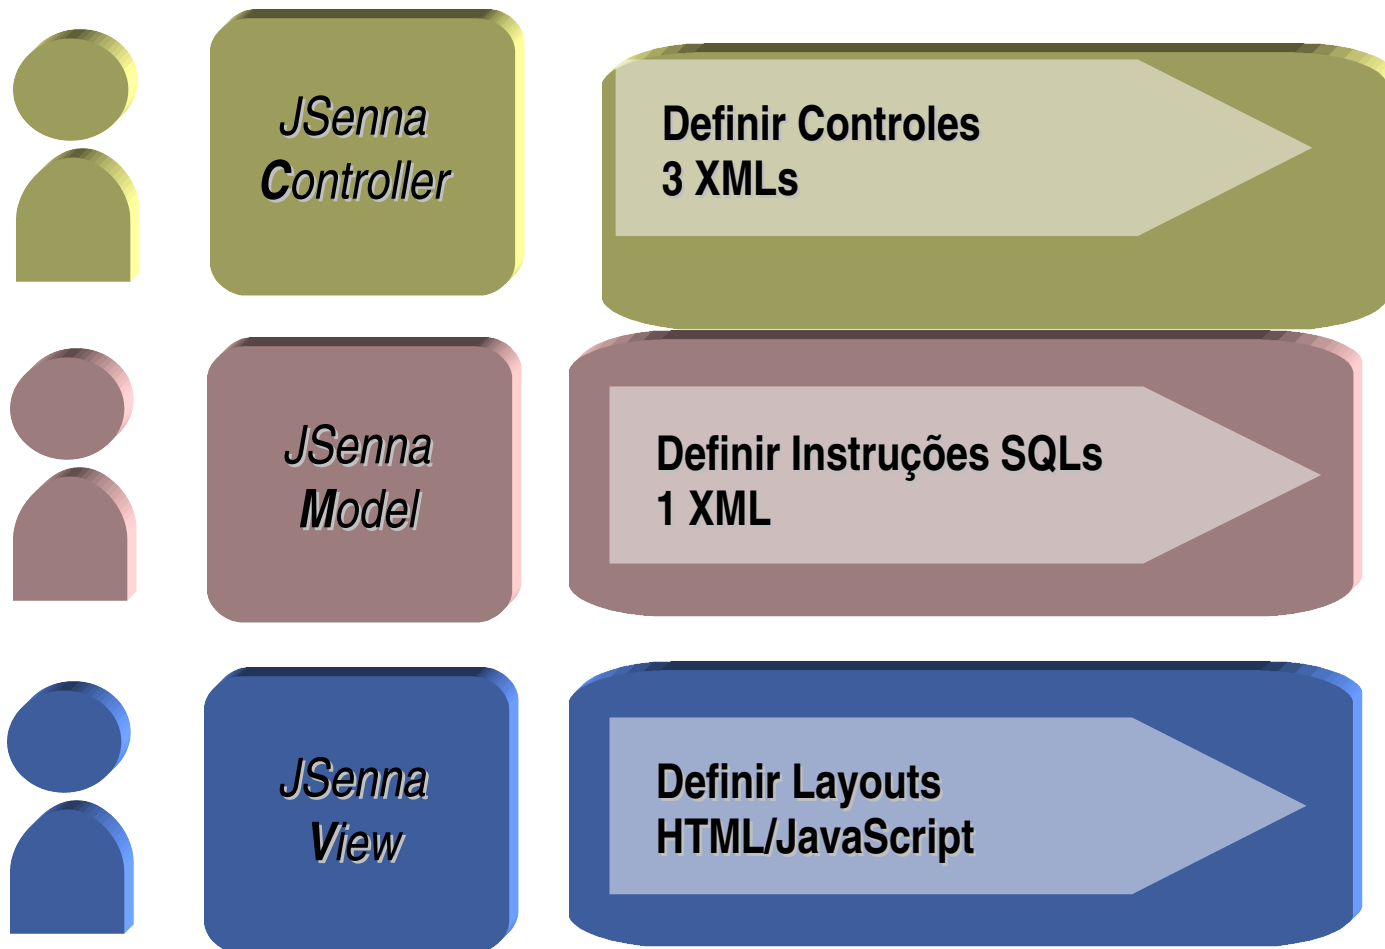 JSenna
Controller
Definir Controles
3 XMLs
JSenna
Model
Definir Instruções SQLs
1 XML
JSenna
View
Definir Layouts
HTML/JavaScript